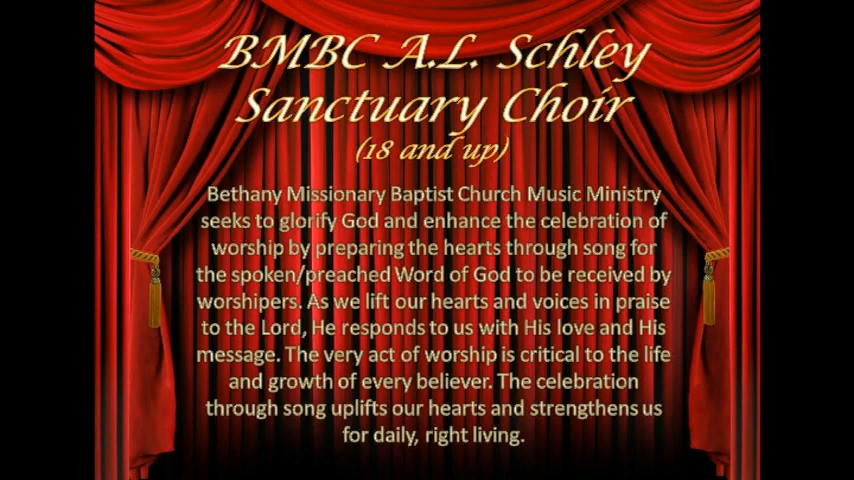 BMBC A.L. Schley
Sanctuary Choir
(18 and up)
Bethany Missionary Baptist Church Music Ministry
seeks to glorify God and enhance the celebration of
worship by preparing the hearts through song for
the spoken/preached Word of God to be received by
worshipers. As we lift our hearts and voices in praise
to the Lord, He responds to us with His love and His
message. The very act of worship is critical to the life
and growth of every believer. The celebration
through song uplifts our hearts and strengthens us
for daily, right living.